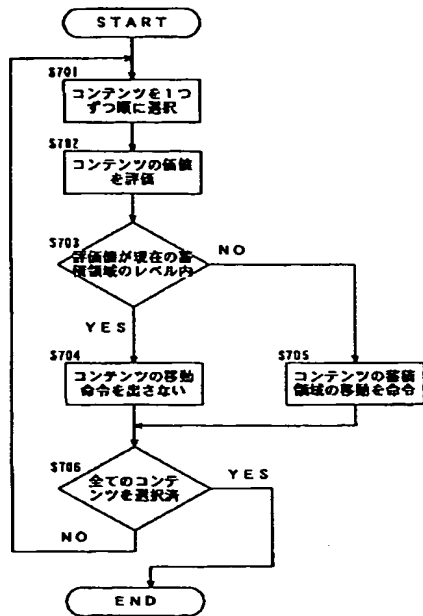 START
S701
コンテンツを1つ
ずつ順に選択
S702
コンテンツの価値
を評価
S703
評価値が現在の蓄
積領域のレベル内
NO
YES
S704
コンテンツの移動
命令を出さない
S705
コンテンツの蓄積
領域の移動を命令
S706
全てのコンテ
ンツを選択済
YES
NO
END